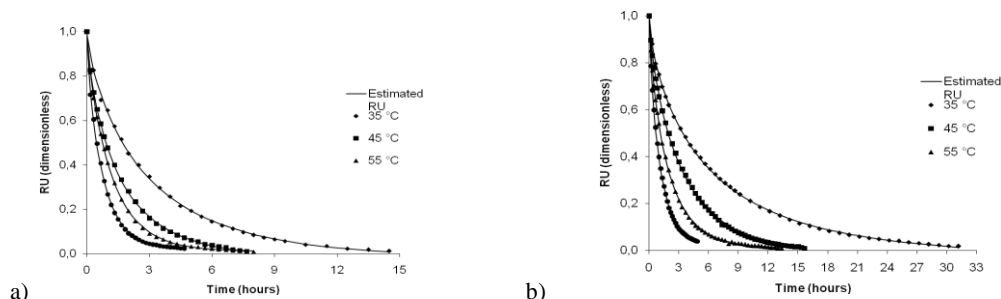 1,0
0,8
0,6
0,4
0,2
0,0
RU (dimensionless)
Estimated
RU
35 °C
45 °C
55 °C
0 3 6 9 12 15
Time (hours)
a)
1,0
0,8
0,6
0,4
0,2
0,0
RU (dimensionless)
Estimated
RU
35 °C
45 °C
55 °C
0 3 6 9 12 15 18 21 24 27 30 33
Time (hours)
b)